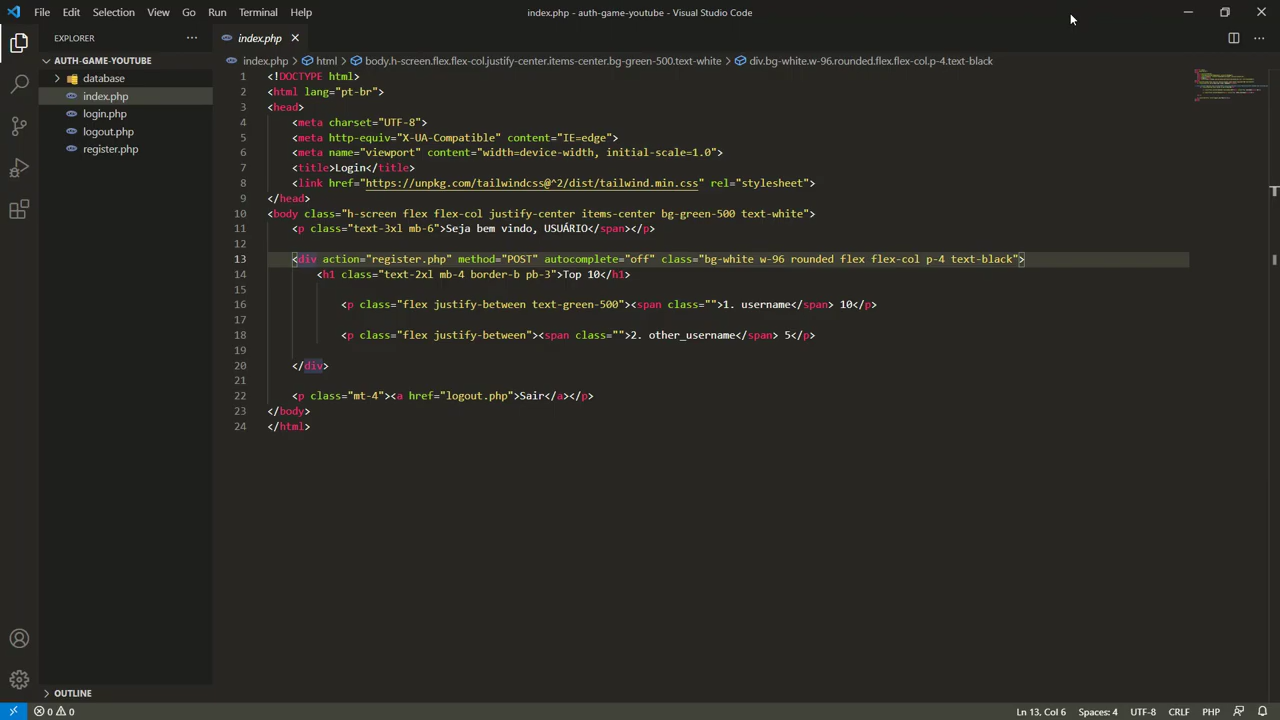 File Edit Selection View Go Run Terminal Help index.php - auth-game-youtube - Visual Studio Code
EXPLORER
index.php
AUTH-GAME-YOUTUBE
database
index.php
login.php
logout.php
register.php
OUTLINE
index.php > html > body.h-screen.flex.flex-col.justify-center.items-center.bg-green-500.text-white > div.bg-white.w-96.rounded.flex.flex-col.p-4.text-black
1 <!DOCTYPE html>
2 <html lang="pt-br">
3 <head>
4 <meta charset="UTF-8">
5 <meta http-equiv="X-UA-Compatible" content="IE=edge">
6 <meta name="viewport" content="width=device-width, initial-scale=1.0">
7 <title>Login</title>
8 <link href="https://unpkg.com/tailwindcss@^2/dist/tailwind.min.css" rel="stylesheet">
9 </head>
10 <body class="h-screen flex flex-col justify-center items-center bg-green-500 text-white">
11 <p class="text-3xl mb-6">Seja bem vindo, USUÁRIO</span></p>
12
13 <div action="register.php" method="POST" autocomplete="off" class="bg-white w-96 rounded flex flex-col p-4 text-black">
14 <h1 class="text-2xl mb-4 border-b pb-3">Top 10</h1>
15
16 <p class="flex justify-between text-green-500"><span class="">1. username</span> 10</p>
17
18 <p class="flex justify-between"><span class="">2. other_username</span> 5</p>
19
20 </div>
21
22 <p class="mt-4"><a href="logout.php">Sair</a></p>
23 </body>
24 </html>
0 0 Ln 13, Col 6 Spaces: 4 UTF-8 CRLF PHP